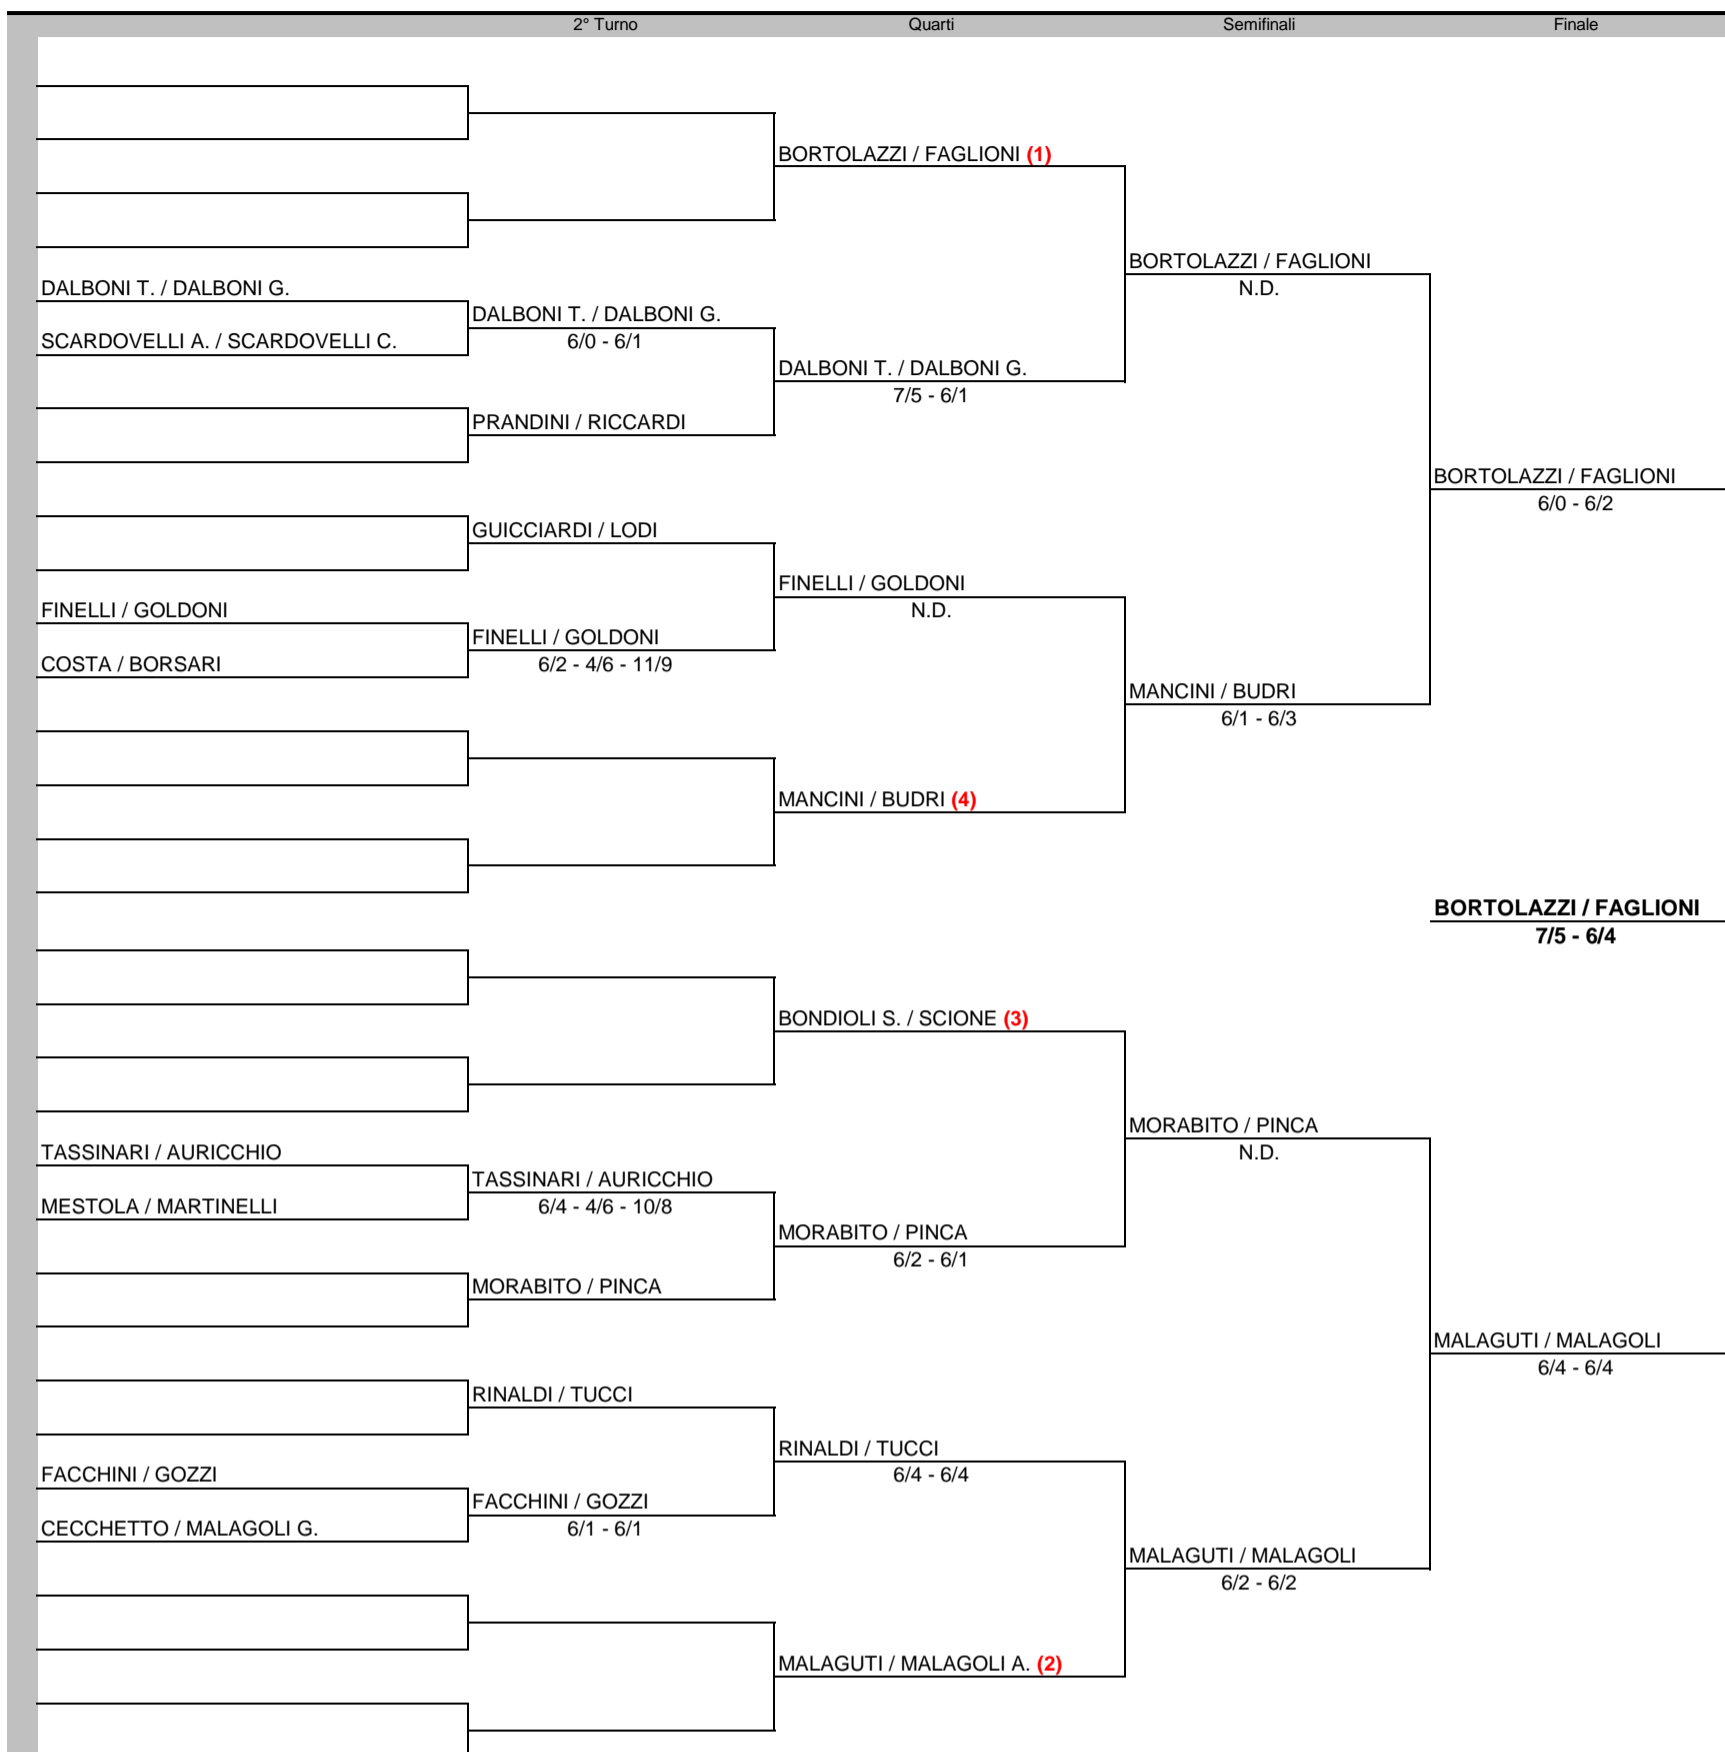 2° Turno
Quarti
Semifinali
Finale
BORTOLAZZI / FAGLIONI (1)
BORTOLAZZI / FAGLIONI
N.D.
DALBONI T. / DALBONI G.
DALBONI T. / DALBONI G.
6/0 - 6/1
SCARDOVELLI A. / SCARDOVELLI C.
DALBONI T. / DALBONI G.
7/5 - 6/1
PRANDINI / RICCARDI
BORTOLAZZI / FAGLIONI
6/0 - 6/2
GUICCIARDI / LODI
FINELLI / GOLDONI
N.D.
FINELLI / GOLDONI
FINELLI / GOLDONI
6/2 - 4/6 - 11/9
COSTA / BORSARI
MANCINI / BUDRI
6/1 - 6/3
MANCINI / BUDRI (4)
BORTOLAZZI / FAGLIONI
7/5 - 6/4
BONDIOLI S. / SCIONE (3)
MORABITO / PINCA
N.D.
TASSINARI / AURICCHIO
TASSINARI / AURICCHIO
6/4 - 4/6 - 10/8
MESTOLA / MARTINELLI
MORABITO / PINCA
6/2 - 6/1
MORABITO / PINCA
MALAGUTI / MALAGOLI
6/4 - 6/4
RINALDI / TUCCI
RINALDI / TUCCI
6/4 - 6/4
FACCHINI / GOZZI
FACCHINI / GOZZI
6/1 - 6/1
CECCHETTO / MALAGOLI G.
MALAGUTI / MALAGOLI
6/2 - 6/2
MALAGUTI / MALAGOLI A. (2)